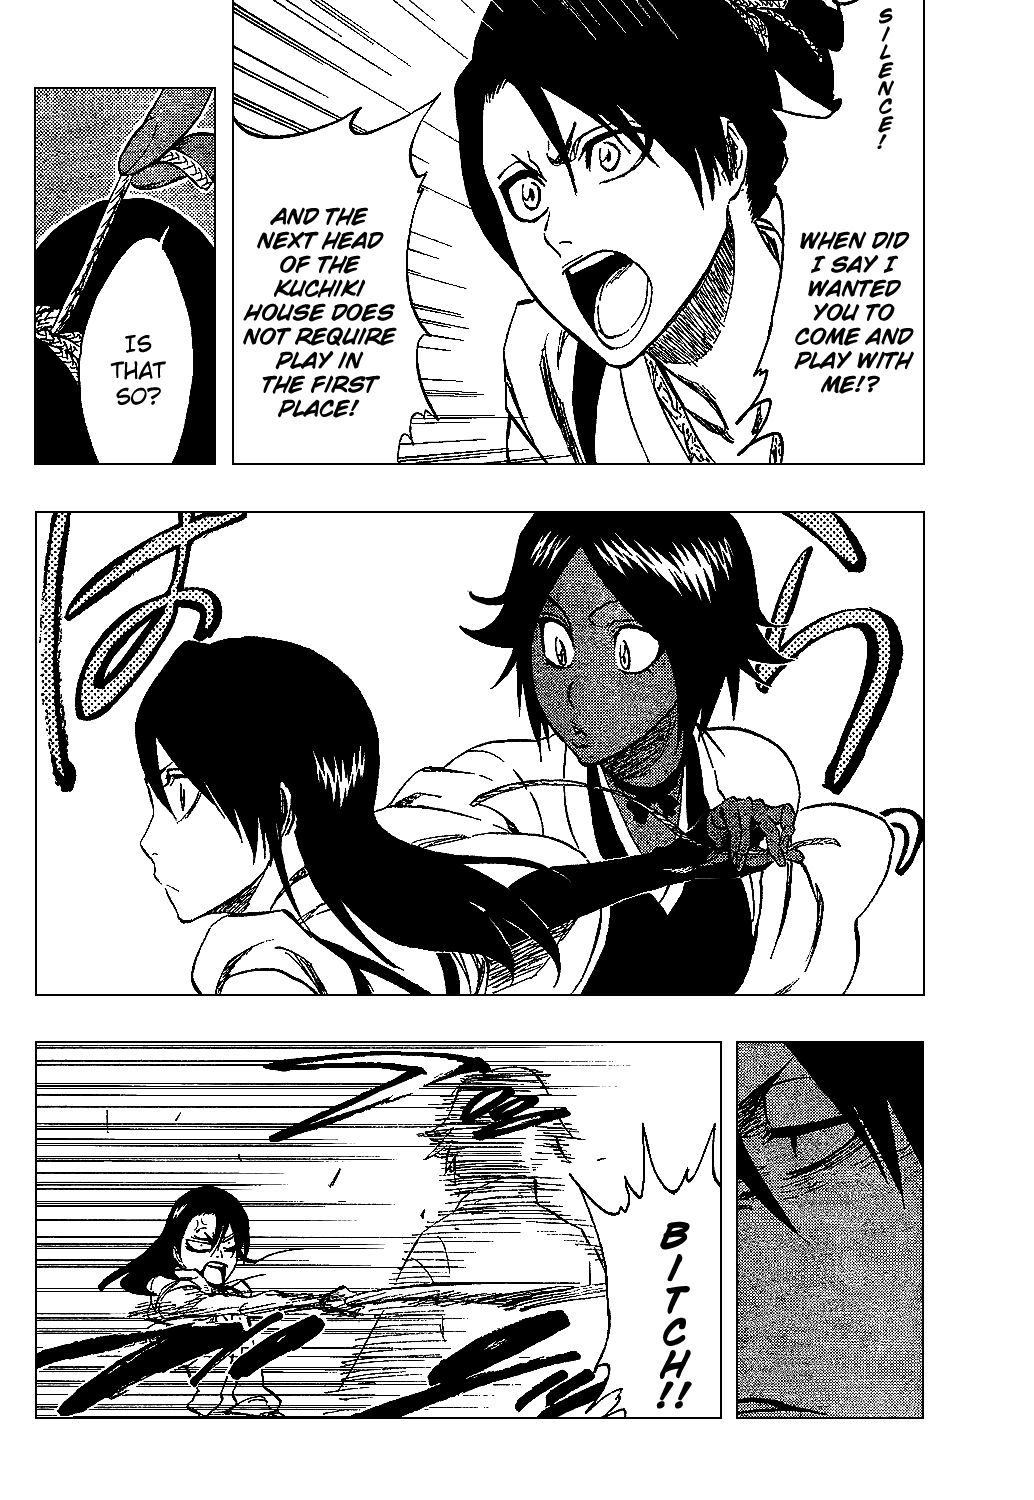 SILENCE!
WHEN DID
I SAY I
WANTED
YOU TO
COME AND
PLAY WITH
ME!?
AND THE
NEXT HEAD
OF THE
KUCHIKI
HOUSE DOES
NOT REQUIRE
PLAY IN
THE FIRST
PLACE!
IS
THAT
SO?
BITCH!!